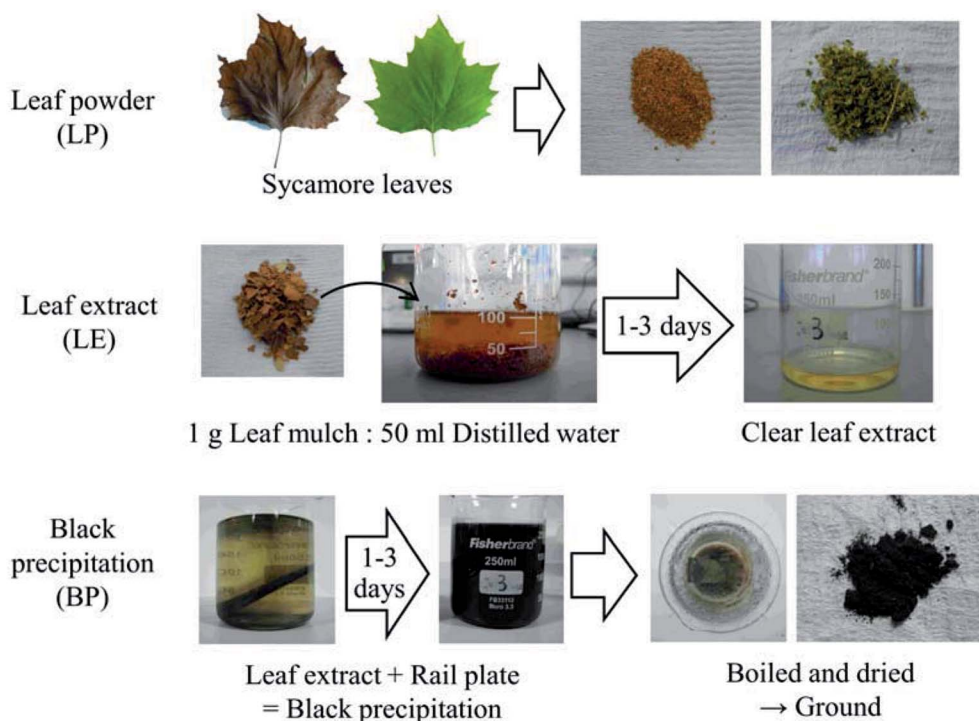 Leaf powder
(LP)
Sycamore leaves
Leaf extract
(LE)
100
50
1-3 days
fisherbrand
200
150
3
1 g Leaf mulch : 50 ml Distilled water
Clear leaf extract
Black
precipitation
(BP)
1-3
days
Fisherbrand
250ml
3
Leaf extract + Rail plate
= Black precipitation
Boiled and dried
→ Ground